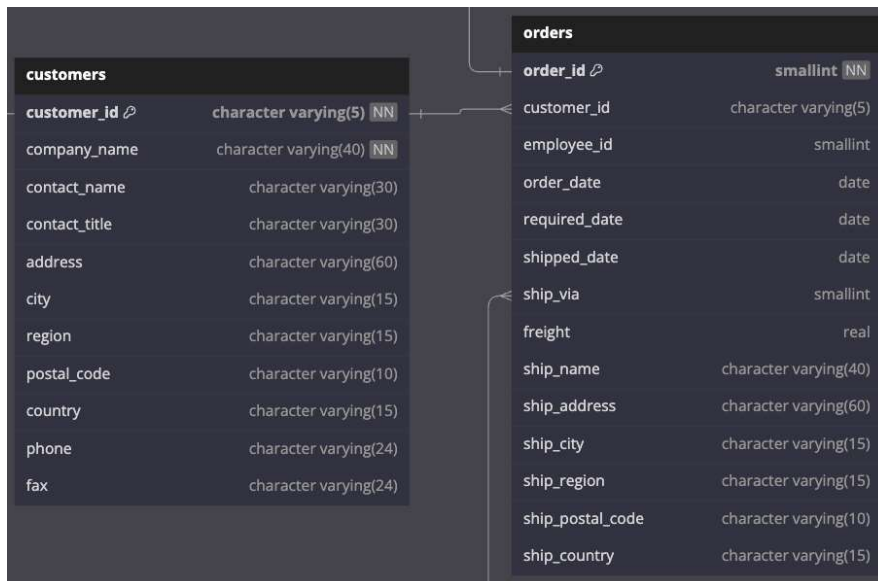 customers
customer_id character varying(5) NN
company_name character varying(40) NN
contact_name character varying(30)
contact_title character varying(30)
address character varying(60)
city character varying(15)
region character varying(15)
postal_code character varying(10)
country character varying(15)
phone character varying(24)
fax character varying(24)
orders
order_id smallint NN
customer_id character varying(5)
employee_id smallint
order_date date
required_date date
shipped_date date
ship_via smallint
freight real
ship_name character varying(40)
ship_address character varying(60)
ship_city character varying(15)
ship_region character varying(15)
ship_postal_code character varying(10)
ship_country character varying(15)